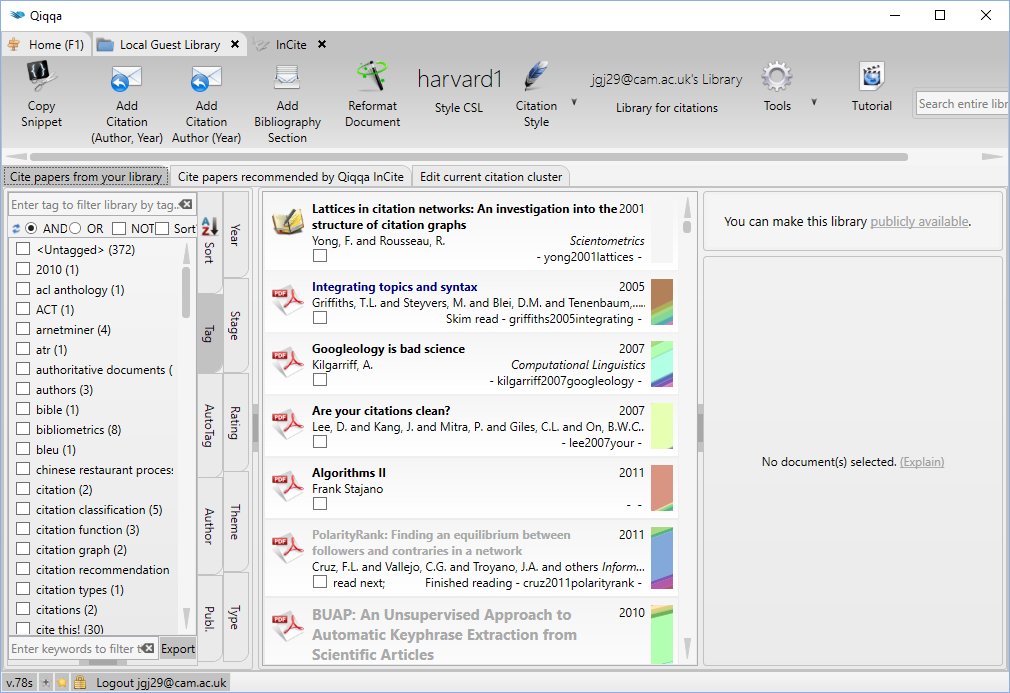 Qiqqa
Home (F1)
Local Guest Library
InCite
Copy
Snippet
Add
Citation
(Author, Year)
Add
Citation
Author (Year)
Add
Bibliography
Section
Reformat
Document
harvard1
Style CSL
Citation
Style
jgj29@cam.ac.uk's Library
Library for citations
Tools
Tutorial
Search entire libr
Cite papers from your library
Cite papers recommended by Qiqqa InCite
Edit current citation cluster
Enter tag to filter library by tag..
AND OR NOT Sort
<Untagged> (372)
2010 (1)
acl anthology (1)
ACT (1)
arnetminer (4)
atr (1)
authoritative documents (
authors (3)
bible (1)
bibliometrics (8)
bleu (1)
chinese restaurant process
citation (2)
citation classification (5)
citation function (3)
citation graph (2)
citation recommendation
citation types (1)
citations (2)
cite this! (30)
Enter keywords to filter t
Export
Sort
Tag
AutoTag
Author
Publ.
Year
Stage
Rating
Theme
Type
Lattices in citation networks: An investigation into the 2001
structure of citation graphs
Yong, F. and Rousseau, R. Scientometrics
- yong2001lattices -
Integrating topics and syntax 2005
Griffiths, T.L. and Steyvers, M. and Blei, D.M. and Tenenbaum,.....
Skim read - griffiths2005integrating -
Googleology is bad science 2007
Kilgarriff, A. Computational Linguistics
- kilgarriff2007googleology -
Are your citations clean? 2007
Lee, D. and Kang, J. and Mitra, P. and Giles, C.L. and On, B.W.C..
- lee2007your -
Algorithms II 2011
Frank Stajano
- -
PolarityRank: Finding an equilibrium between 2011
followers and contraries in a network
Cruz, F.L. and Vallejo, C.G. and Troyano, J.A. and others Inform...
read next; Finished reading - cruz2011polarityrank -
BUAP: An Unsupervised Approach to 2010
Automatic Keyphrase Extraction from
Scientific Articles
You can make this library publicly available.
No document(s) selected. (Explain)
v.78s
Logout jgj29@cam.ac.uk